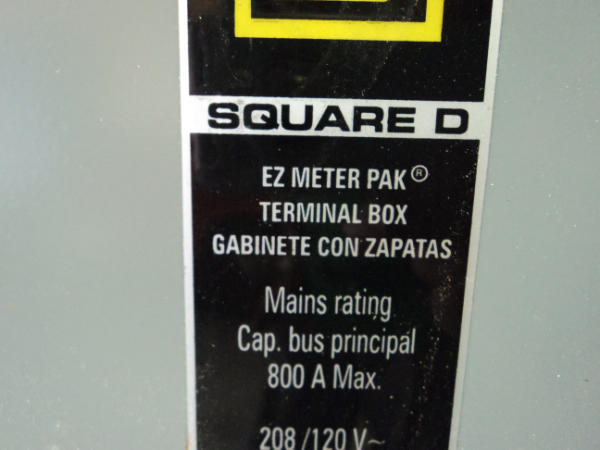 SQUARE D
EZ METER PAK®
TERMINAL BOX
GABINETE CON ZAPATAS
Mains rating
Cap. bus principal
800 A Max.
208 /120 V~